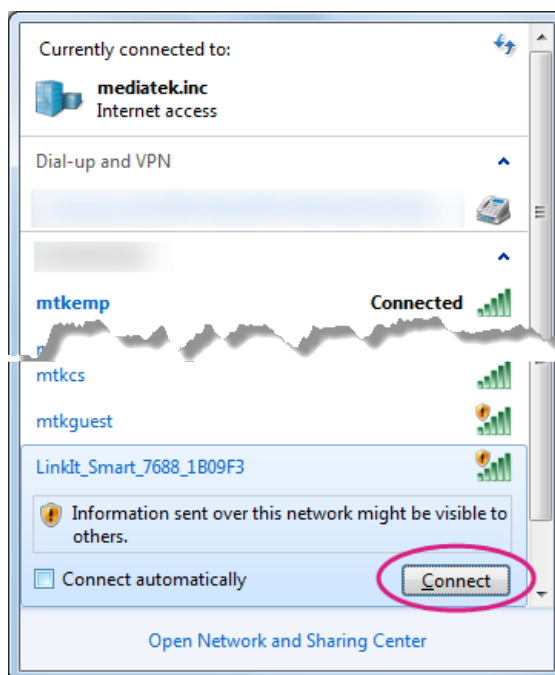 Currently connected to:
mediatek.inc
Internet access
Dial-up and VPN
mtkemp Connected
mtkcs
mtkguest
LinkIt_Smart_7688_1B09F3
Information sent over this network might be visible to
others.
Connect automatically Connect
Open Network and Sharing Center